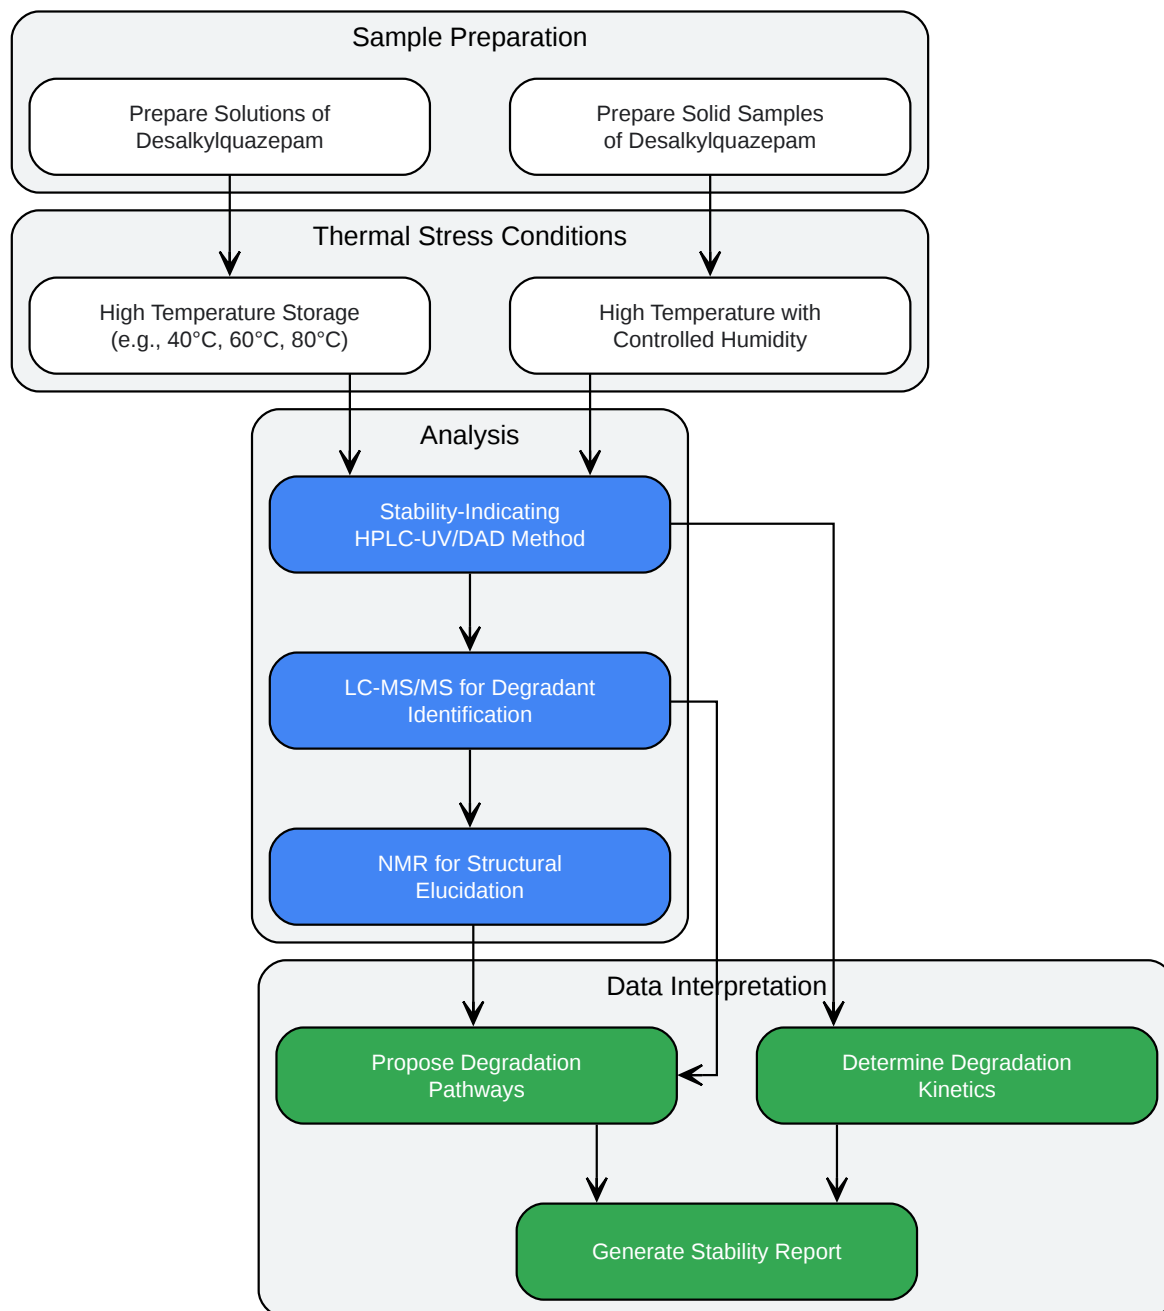 Sample Preparation
Prepare Solutions of
Desalkylquazepam
Prepare Solid Samples
of Desalkylquazepam
Thermal Stress Conditions
High Temperature Storage
(e.g., 40°C, 60°C, 80°C)
High Temperature with
Controlled Humidity
Analysis
Stability-Indicating
HPLC-UV/DAD Method
LC-MS/MS for Degradant
Identification
NMR for Structural
Elucidation
Data Interpretation
Propose Degradation
Pathways
Determine Degradation
Kinetics
Generate Stability Report